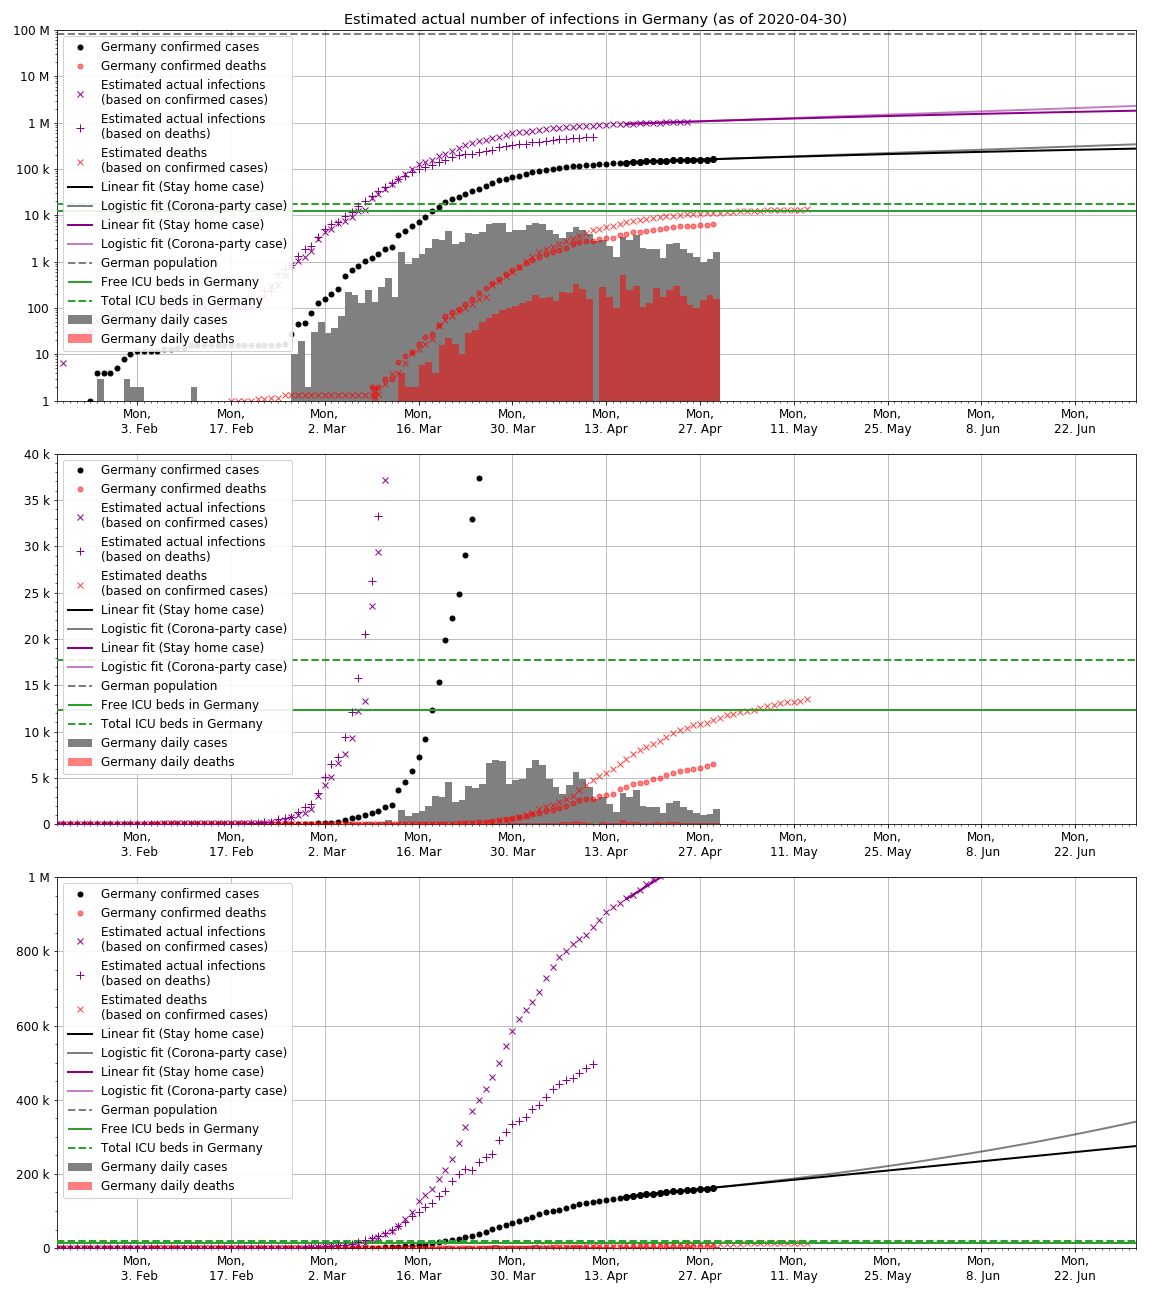 Estimated actual number of infections in Germany (as of 2020-04-30)
100 M
10 M
1 M
100 k
10 k
1 k
100
10
1
Germany confirmed cases
Germany confirmed deaths
Estimated actual infections
(based on confirmed cases)
Estimated actual infections
(based on deaths)
Estimated deaths
(based on confirmed cases)
Linear fit (Stay home case)
Logistic fit (Corona-party case)
Linear fit (Stay home case)
Logistic fit (Corona-party case)
German population
Free ICU beds in Germany
Total ICU beds in Germany
Germany daily cases
Germany daily deaths
Mon,
3. Feb
Mon,
17. Feb
Mon,
2. Mar
Mon,
16. Mar
Mon,
30. Mar
Mon,
13. Apr
Mon,
27. Apr
Mon,
11. May
Mon,
25. May
Mon,
8. Jun
Mon,
22. Jun
40 k
35 k
30 k
25 k
20 k
15 k
10 k
5 k
0
Germany confirmed cases
Germany confirmed deaths
Estimated actual infections
(based on confirmed cases)
Estimated actual infections
(based on deaths)
Estimated deaths
(based on confirmed cases)
Linear fit (Stay home case)
Logistic fit (Corona-party case)
Linear fit (Stay home case)
Logistic fit (Corona-party case)
German population
Free ICU beds in Germany
Total ICU beds in Germany
Germany daily cases
Germany daily deaths
Mon,
3. Feb
Mon,
17. Feb
Mon,
2. Mar
Mon,
16. Mar
Mon,
30. Mar
Mon,
13. Apr
Mon,
27. Apr
Mon,
11. May
Mon,
25. May
Mon,
8. Jun
Mon,
22. Jun
1 M
800 k
600 k
400 k
200 k
0
Germany confirmed cases
Germany confirmed deaths
Estimated actual infections
(based on confirmed cases)
Estimated actual infections
(based on deaths)
Estimated deaths
(based on confirmed cases)
Linear fit (Stay home case)
Logistic fit (Corona-party case)
Linear fit (Stay home case)
Logistic fit (Corona-party case)
German population
Free ICU beds in Germany
Total ICU beds in Germany
Germany daily cases
Germany daily deaths
Mon,
3. Feb
Mon,
17. Feb
Mon,
2. Mar
Mon,
16. Mar
Mon,
30. Mar
Mon,
13. Apr
Mon,
27. Apr
Mon,
11. May
Mon,
25. May
Mon,
8. Jun
Mon,
22. Jun